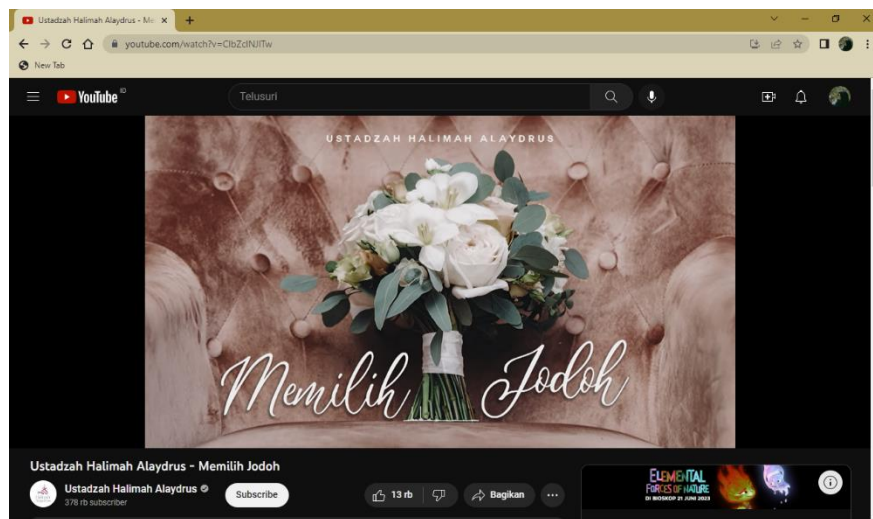 Ustadzah Halimah Alaydrus - Me
youtube.com/watch?v=CIbZdNJITw
New Tab
YouTube ID
Telusuri
USTADZAH HALIMAH ALAYDRUS
Memilih Jodoh
Ustadzah Halimah Alaydrus - Memilih Jodoh
Ustadzah Halimah Alaydrus
378 rb subscriber
Subscribe
13 rb
Bagikan
ELEMENTAL
FORCES OF NATURE
DI BIOSKOP 21 JUNI 2023